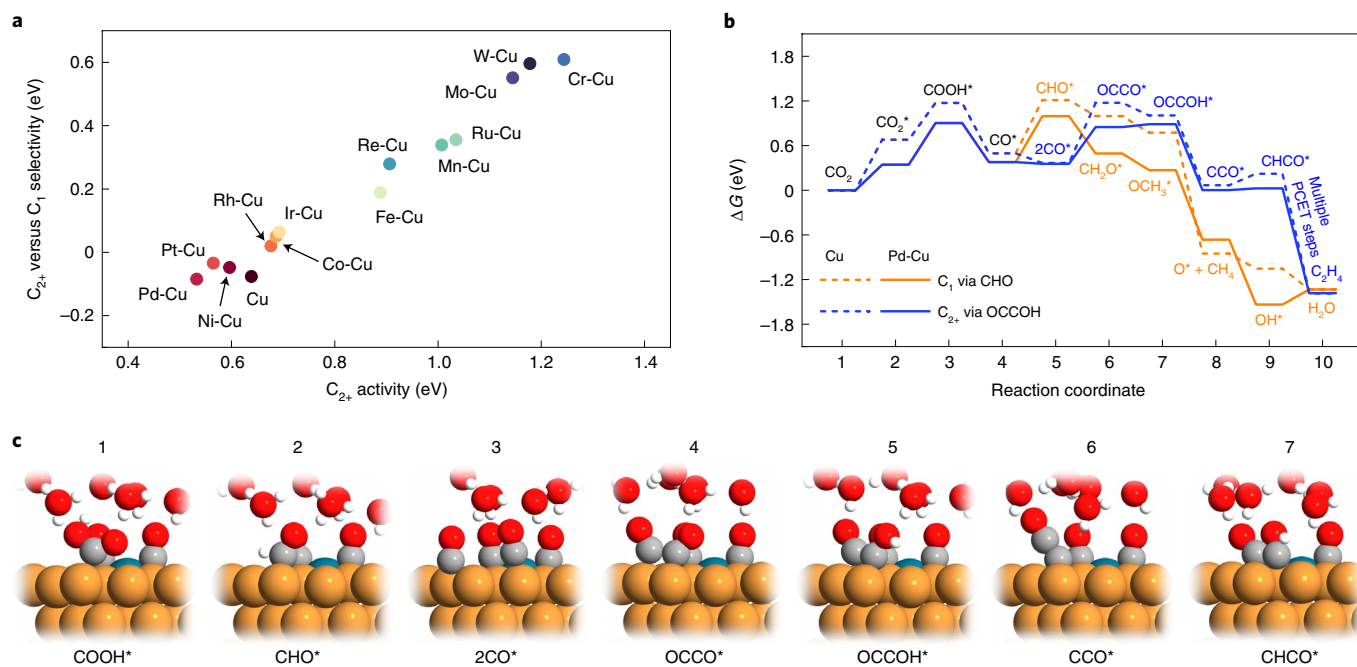 a
C2+ versus C1 selectivity (eV)
0.6
0.4
0.2
0
−0.2
W-Cu
Mo-Cu
Cr-Cu
Re-Cu
Ru-Cu
Mn-Cu
Fe-Cu
Rh-Cu
Ir-Cu
Co-Cu
Pt-Cu
Pd-Cu
Ni-Cu
Cu
0.4 0.6 0.8 1.0 1.2 1.4
C2+ activity (eV)
b
ΔG (eV)
1.8
1.2
0.6
0
−0.6
−1.2
−1.8
CO2
CO2*
COOH*
CO*
CHO*
2CO*
CH2O*
OCH3*
OCCO*
OCCOH*
CCO*
CHCO*
Multiple
PCET steps
O* + CH4
OH*
C2H4
H2O
Cu Pd-Cu
C1 via CHO
C2+ via OCCOH
1 2 3 4 5 6 7 8 9 10
Reaction coordinate
c
1 2 3 4 5 6 7
COOH* CHO* 2CO* OCCO* OCCOH* CCO* CHCO*